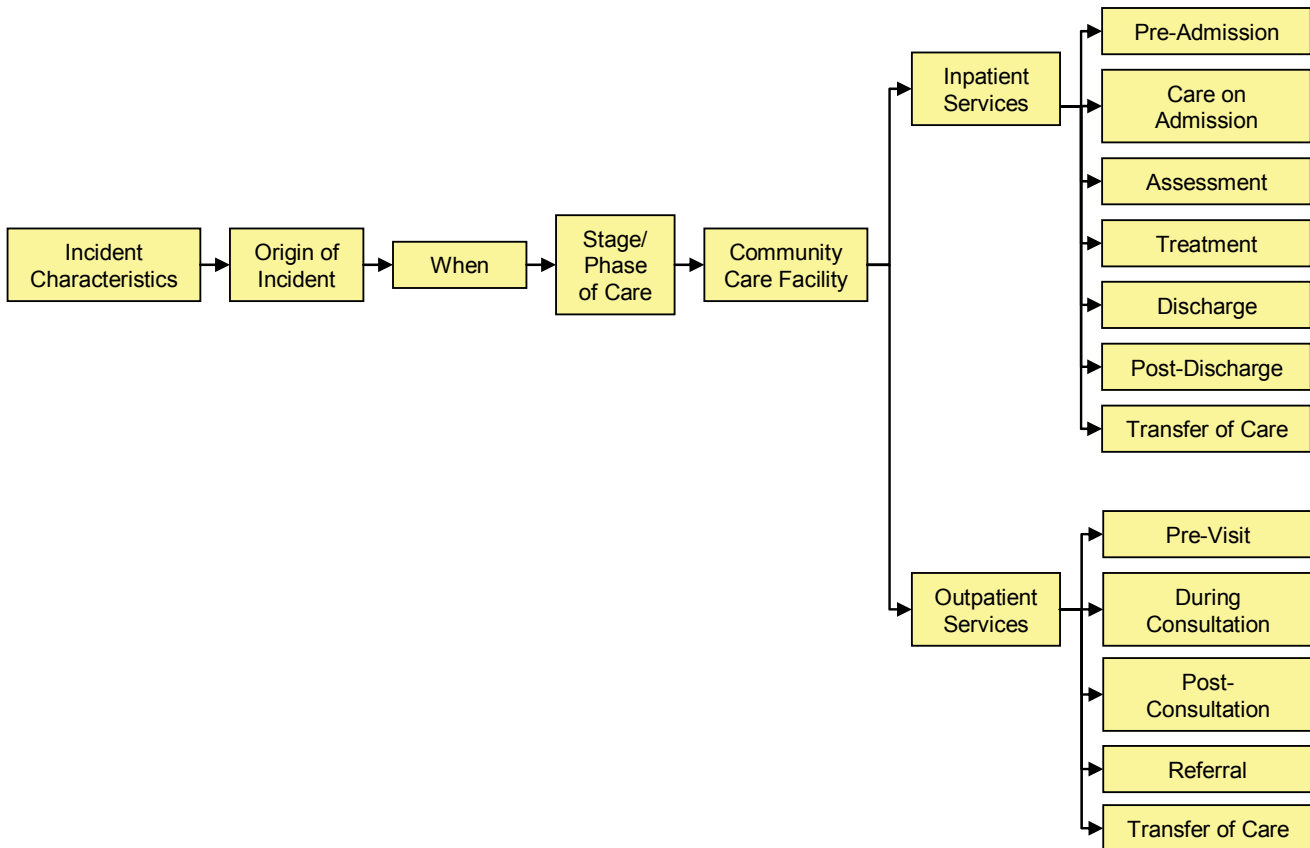 Incident
Characteristics
Origin of
Incident
When
Stage/
Phase
of Care
Community
Care Facility
Inpatient
Services
Pre-Admission
Care on
Admission
Assessment
Treatment
Discharge
Post-Discharge
Transfer of Care
Outpatient
Services
Pre-Visit
During
Consultation
Post-
Consultation
Referral
Transfer of Care